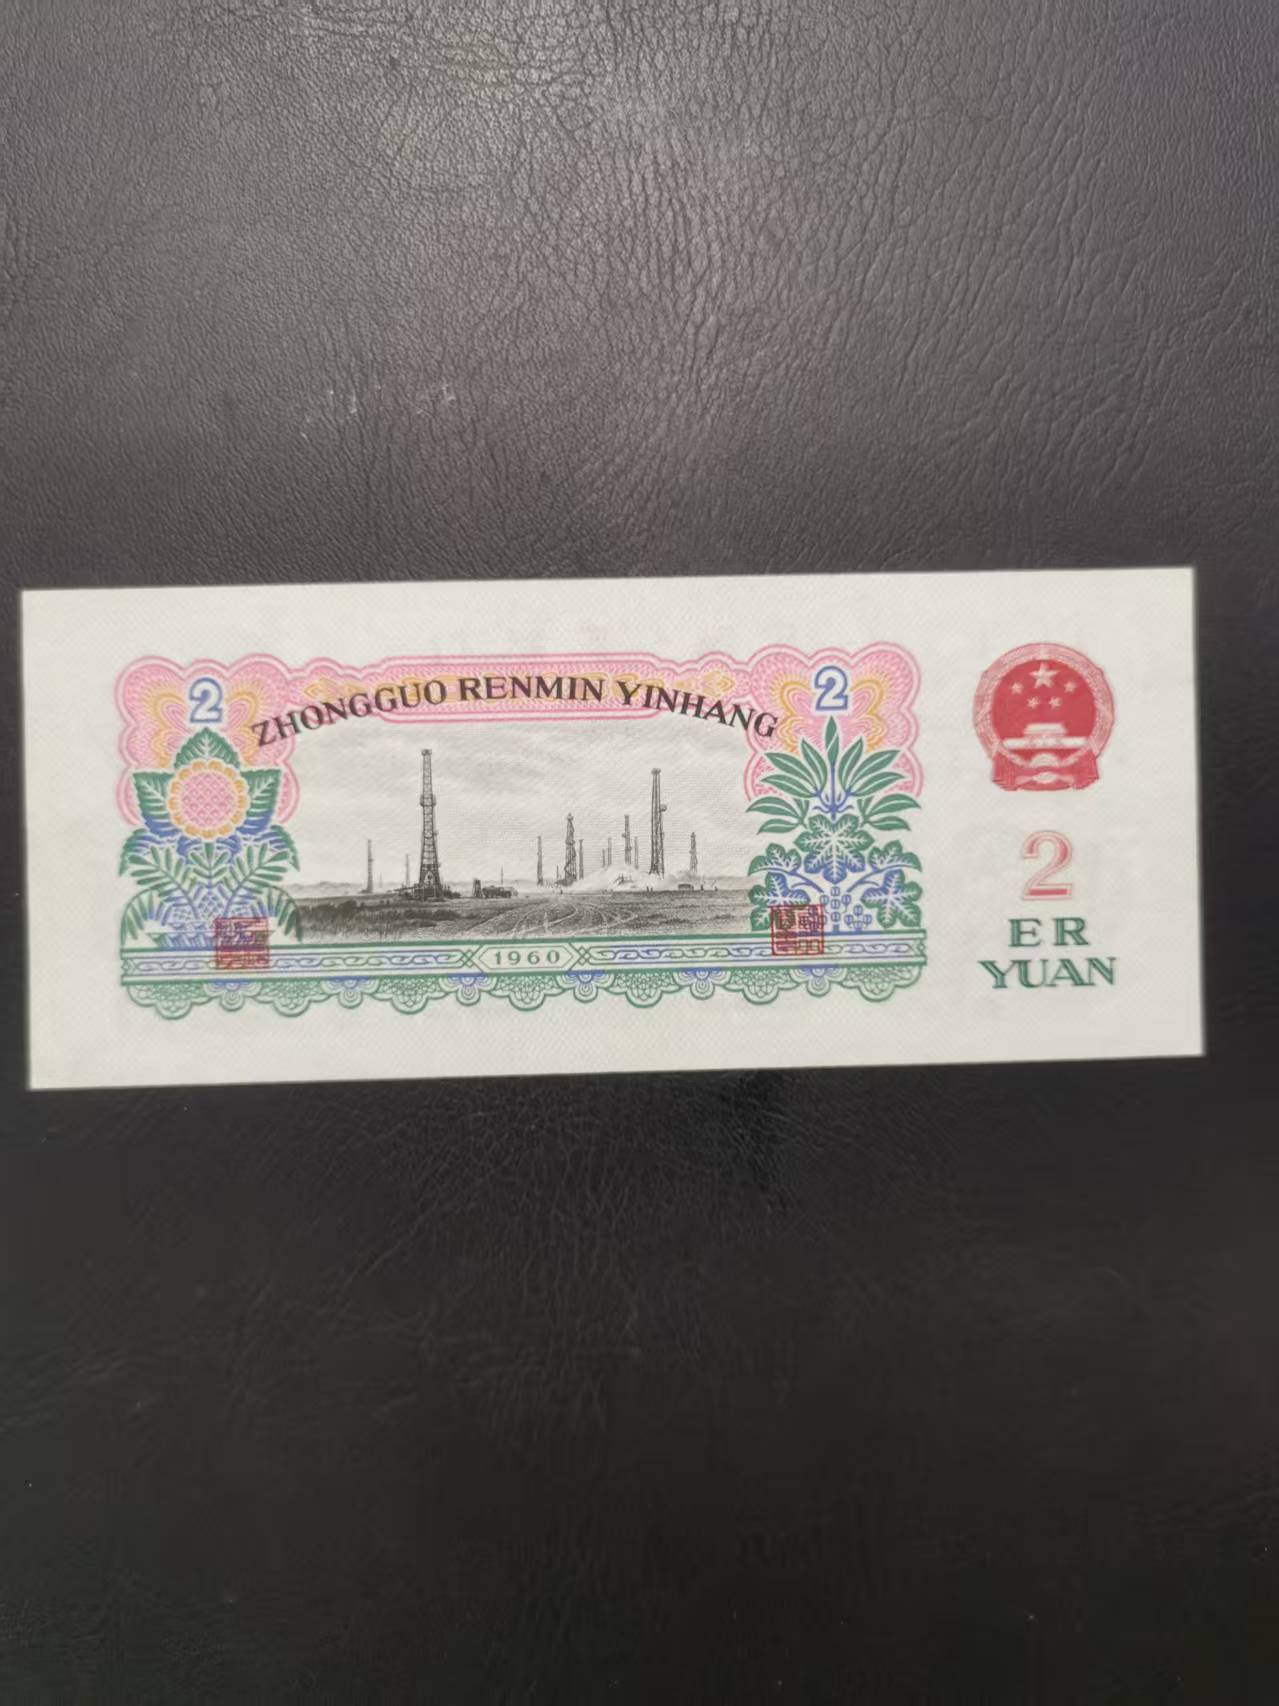 2
2
ZHONGGUO RENMIN YINHANG
1960
2
ER
YUAN